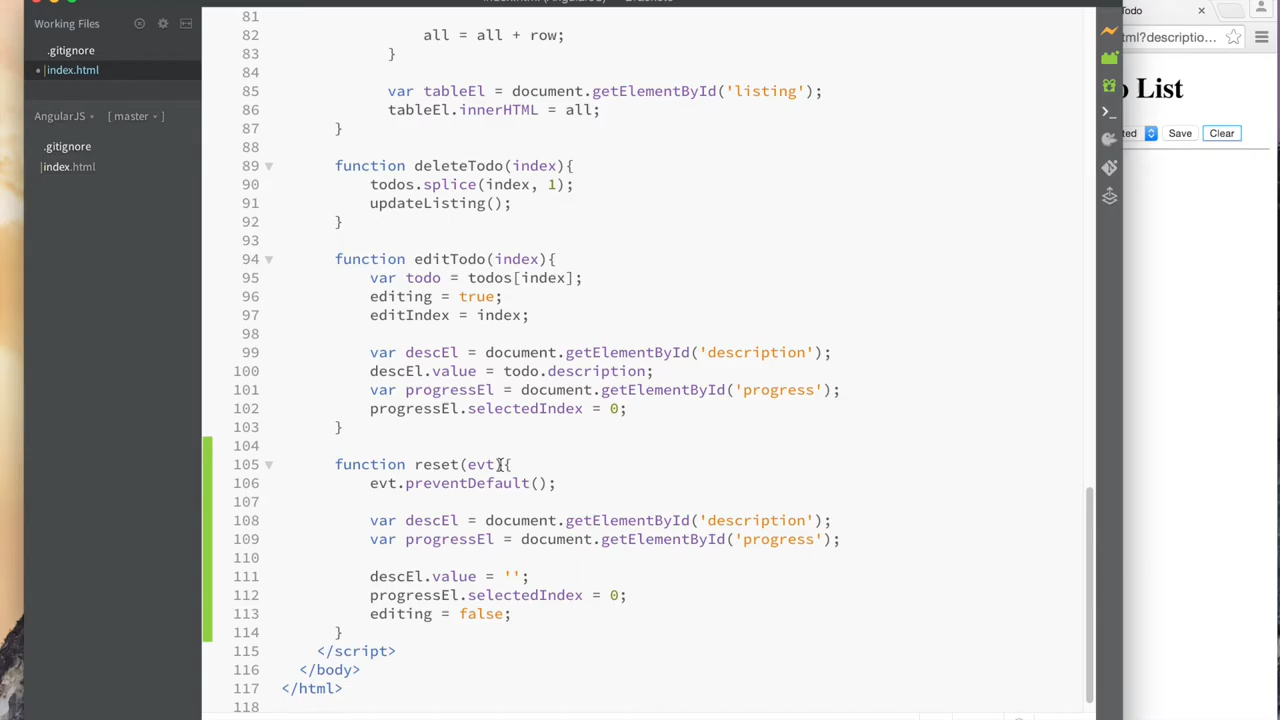 Working Files
.gitignore
index.html
AngularJS [ master ]
.gitignore
index.html
81
82 all = all + row;
83 }
84
85 var tableEl = document.getElementById('listing');
86 tableEl.innerHTML = all;
87 }
88
89 function deleteTodo(index){
90 todos.splice(index, 1);
91 updateListing();
92 }
93
94 function editTodo(index){
95 var todo = todos[index];
96 editing = true;
97 editIndex = index;
98
99 var descEl = document.getElementById('description');
100 descEl.value = todo.description;
101 var progressEl = document.getElementById('progress');
102 progressEl.selectedIndex = 0;
103 }
104
105 function reset(evt){
106 evt.preventDefault();
107
108 var descEl = document.getElementById('description');
109 var progressEl = document.getElementById('progress');
110
111 descEl.value = '';
112 progressEl.selectedIndex = 0;
113 editing = false;
114 }
115 </script>
116 </body>
117 </html>
118
Todo
html?descriptio...
o List
ted Save Clear